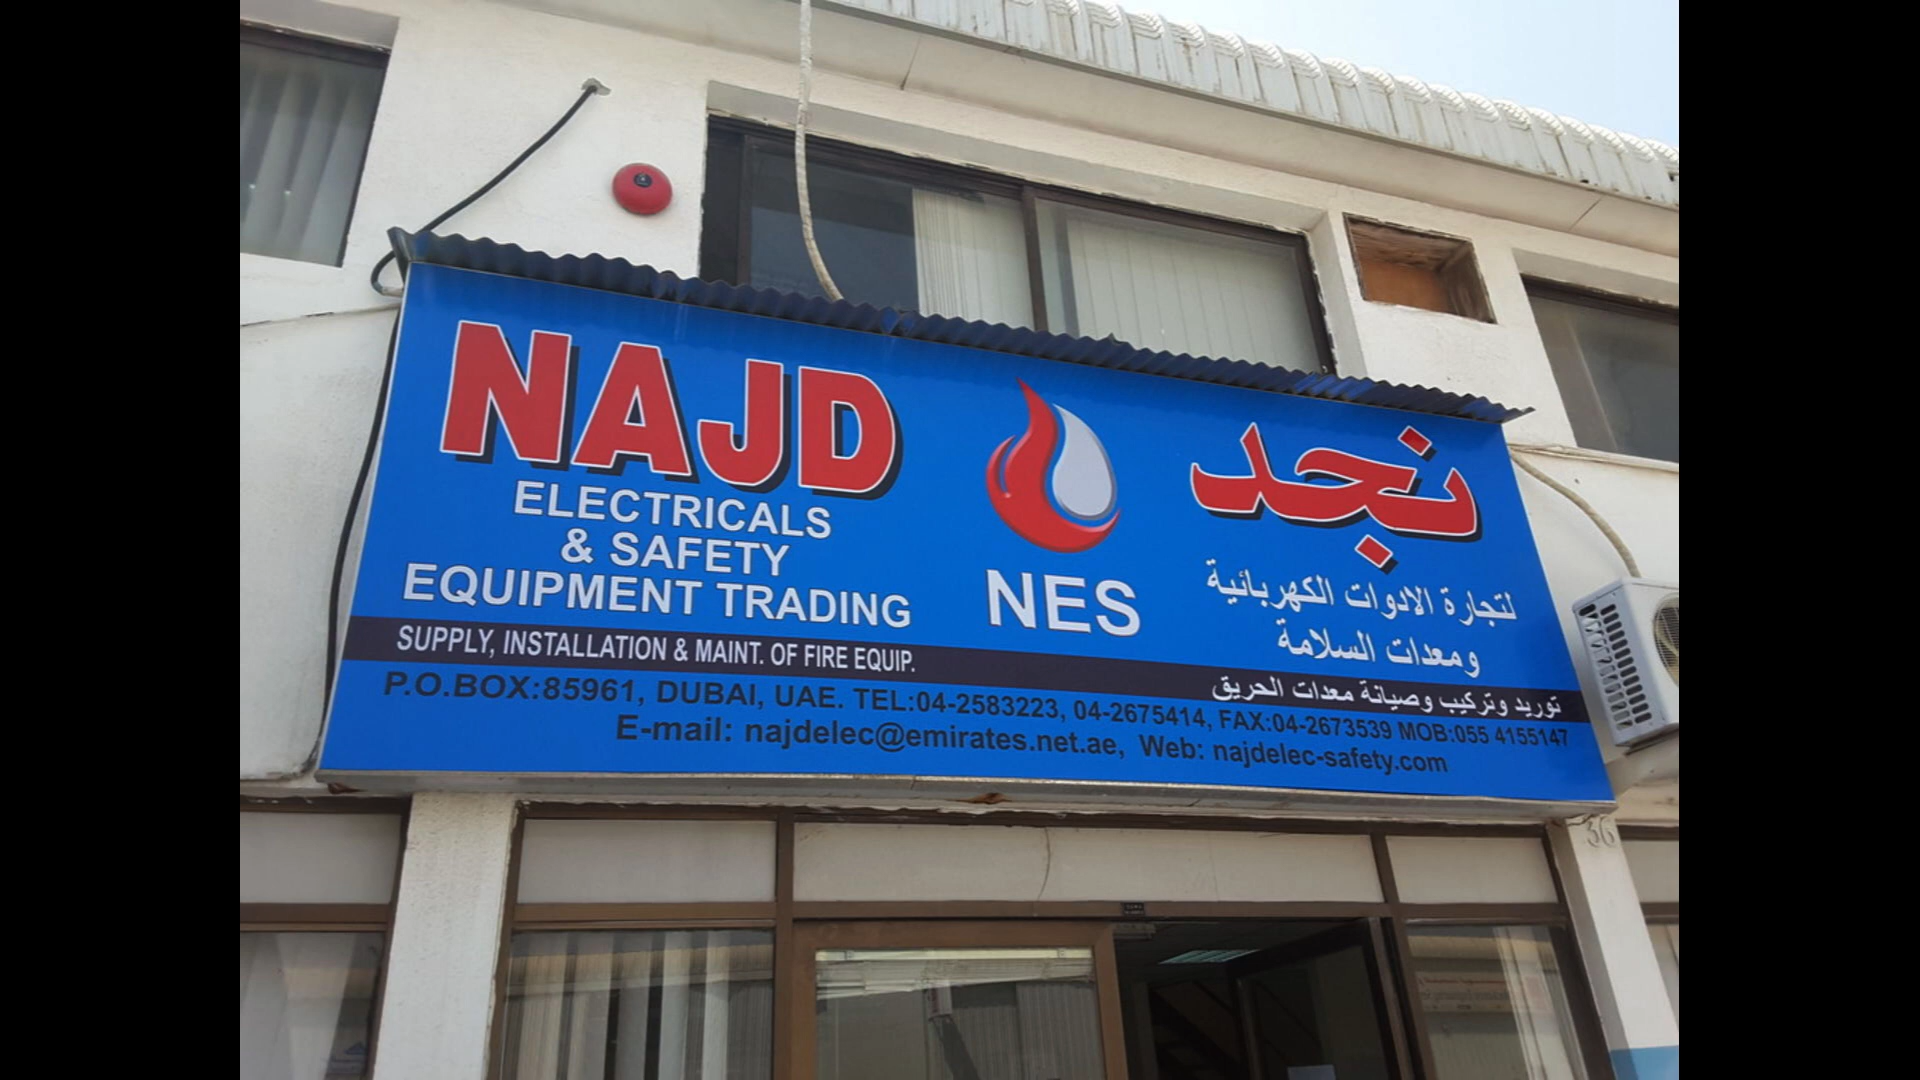 NAJD
ELECTRICALS
& SAFETY
EQUIPMENT TRADING
SUPPLY, INSTALLATION & MAINT. OF FIRE EQUIP.
NES
نجد
لتجارة الادوات الكهربائية
ومعدات السلامة
توريد وتركيب وصيانة معدات الحريق
P.O.BOX:85961, DUBAI, UAE. TEL:04-2583223, 04-2675414, FAX:04-2673539 MOB:055 4155147
E-mail: najdelec@emirates.net.ae, Web: najdelec-safety.com
36